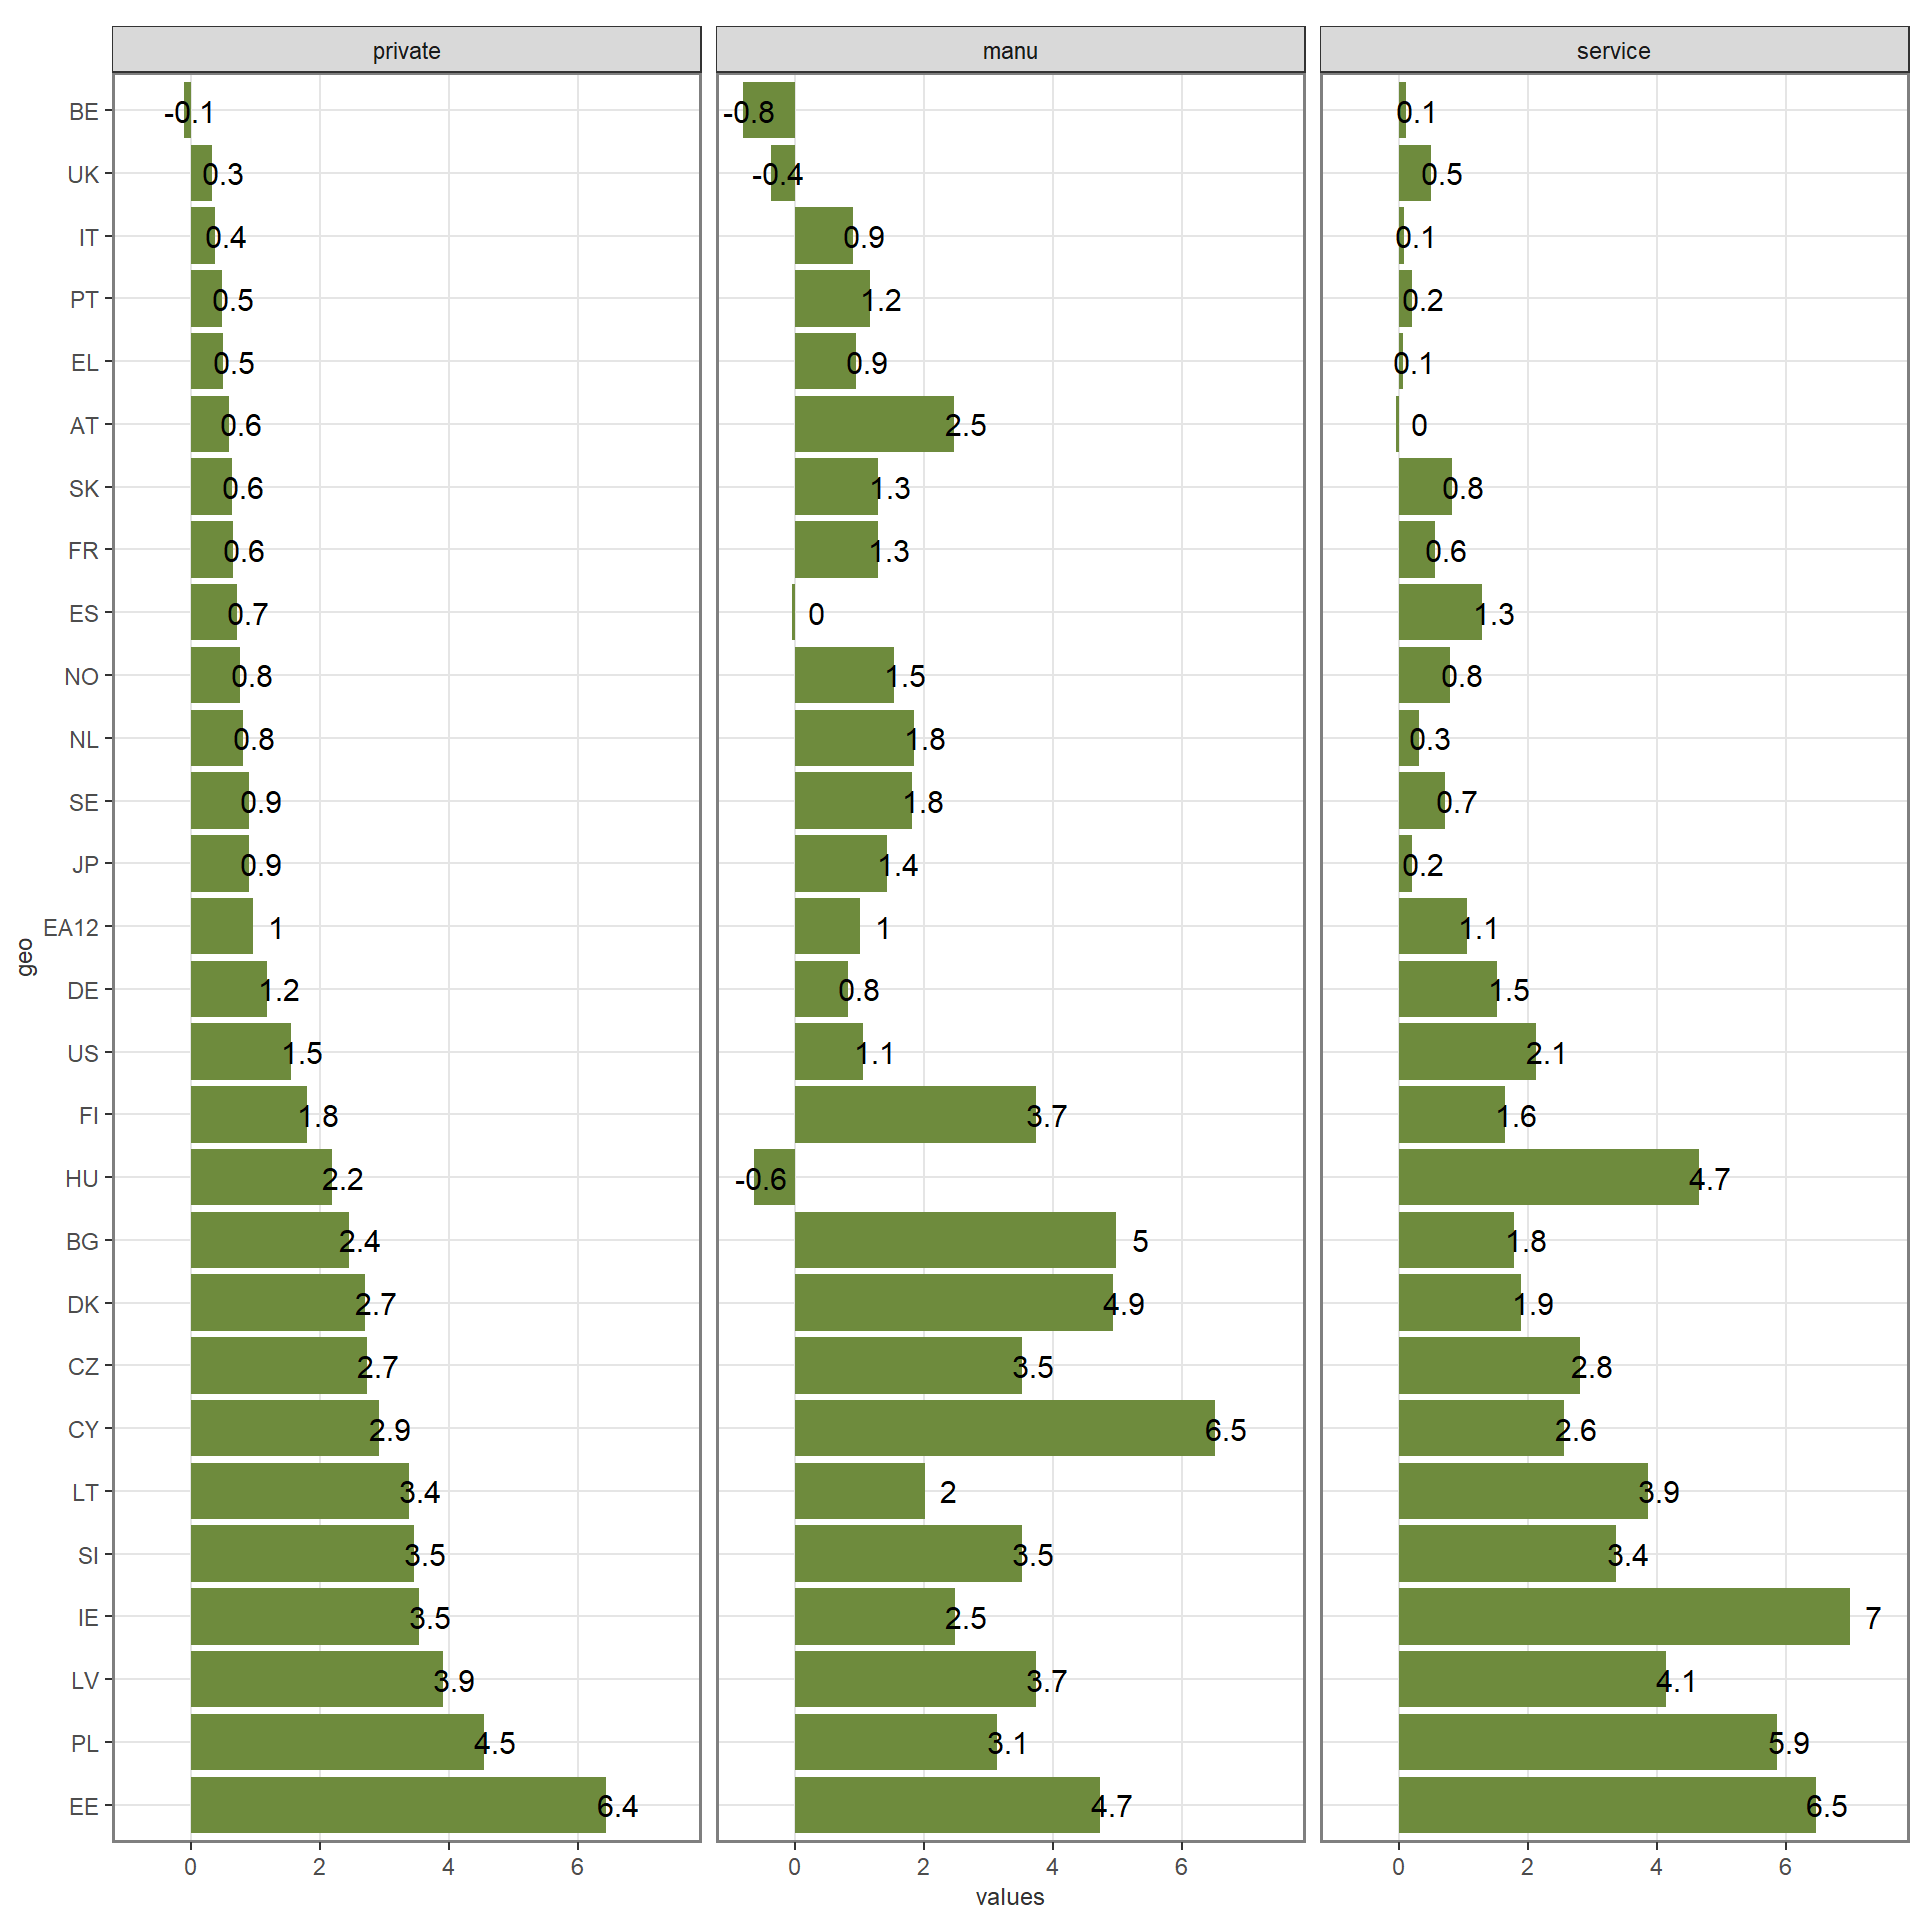 private manu service
BE -0.1 -0.8 0.1
UK 0.3 -0.4 0.5
IT 0.4 0.9 0.1
PT 0.5 1.2 0.2
EL 0.5 0.9 0.1
AT 0.6 2.5 0
SK 0.6 1.3 0.8
FR 0.6 1.3 0.6
ES 0.7 0 1.3
NO 0.8 1.5 0.8
NL 0.8 1.8 0.3
SE 0.9 1.8 0.7
JP 0.9 1.4 0.2
EA12 1 1 1.1
geo
DE 1.2 0.8 1.5
US 1.5 1.1 2.1
FI 1.8 3.7 1.6
HU 2.2 -0.6 4.7
BG 2.4 5 1.8
DK 2.7 4.9 1.9
CZ 2.7 3.5 2.8
CY 2.9 6.5 2.6
LT 3.4 2 3.9
SI 3.5 3.5 3.4
IE 3.5 2.5 7
LV 3.9 3.7 4.1
PL 4.5 3.1 5.9
EE 6.4 4.7 6.5
0 2 4 6 0 2 4 6 0 2 4 6
values